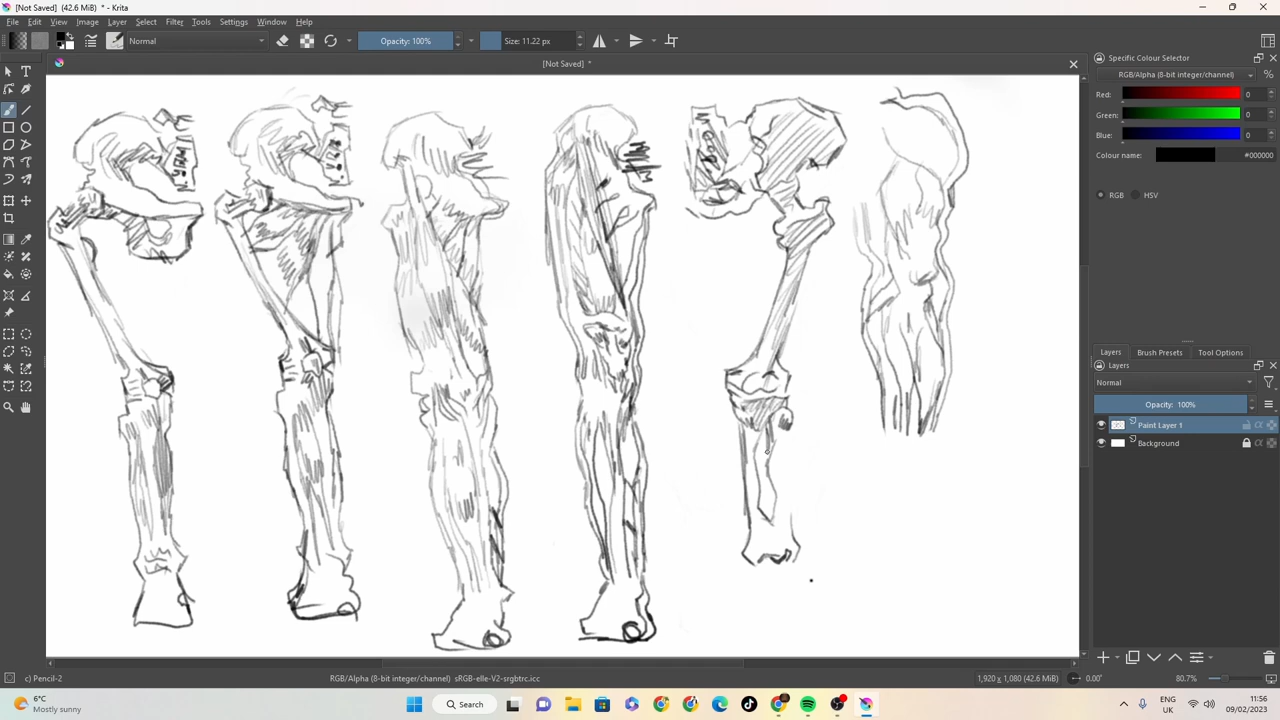 [Not Saved] (42.6 MiB) * - Krita
File Edit View Image Layer Select Filter Tools Settings Window Help
Normal Opacity: 100% Size: 11.22 px
[Not Saved] *
Specific Colour Selector
RGB/Alpha (8-bit integer/channel)
Red: 0
Green: 0
Blue: 0
Colour name: #000000
RGB HSV
Layers Brush Presets Tool Options
Layers
Normal
Opacity: 100%
Paint Layer 1
Background
c) Pencil-2 RGB/Alpha (8-bit integer/channel) sRGB-elle-V2-srgbtrc.icc 1,920 x 1,080 (42.6 MiB) 0.00° 80.7%
6°C
Mostly sunny
Search
ENG
UK
11:56
09/02/2023